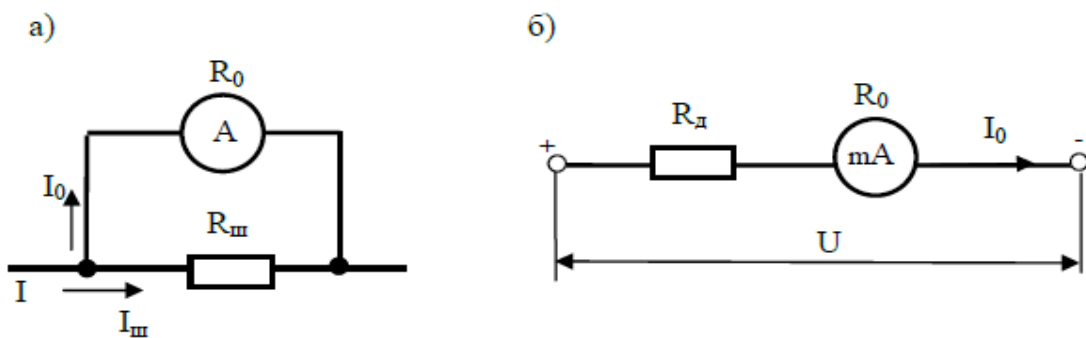 а)
R₀
A
I₀
Rш
I
Iш
б)
Rд
R₀
I₀
+
mA
-
U